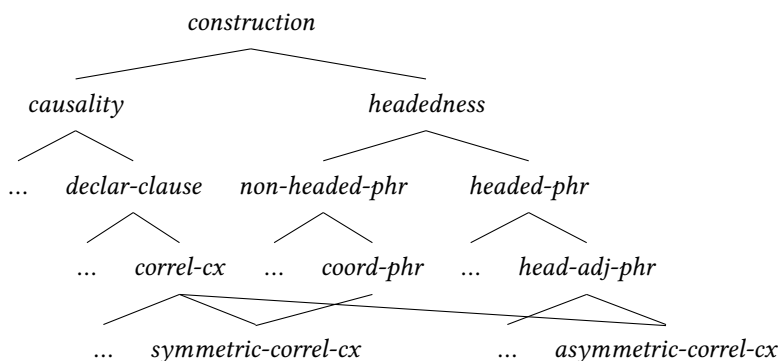 construction
causality headedness
... declar-clause non-headed-phr headed-phr
... correl-cx ... coord-phr ... head-adj-phr
... symmetric-correl-cx ... asymmetric-correl-cx